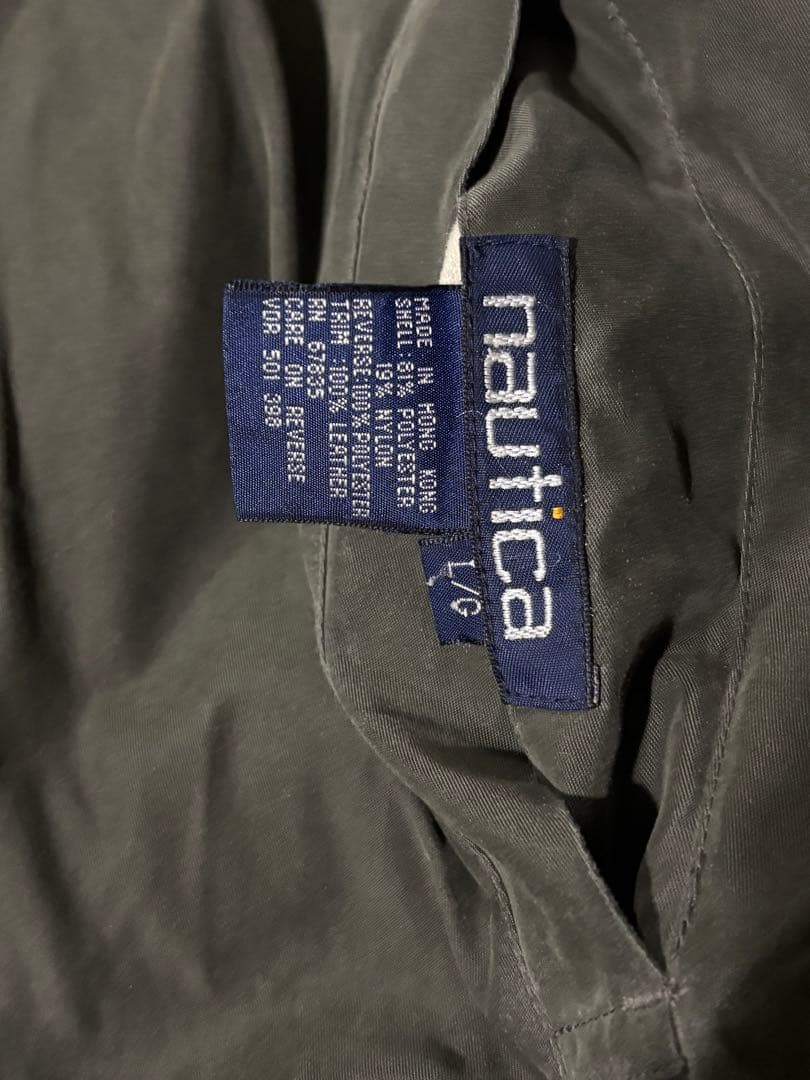 nautica
L/G
MADE IN HONG KONG
SHELL: 81% POLYESTER
19% NYLON
REVERSE:100% POLYESTER
TRIM :100% LEATHER
RN 67835
CARE ON REVERSE
VDR 501 398